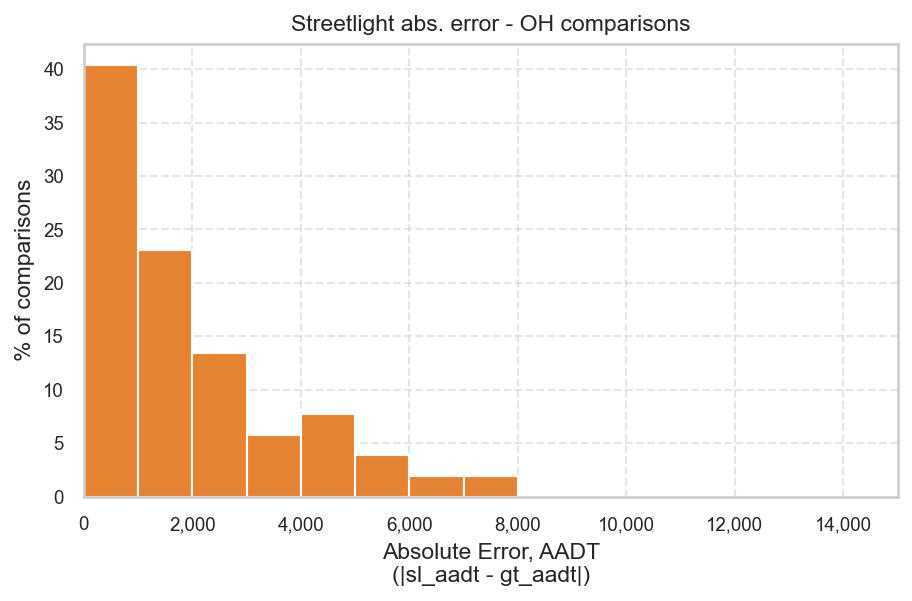 Streetlight abs. error - OH comparisons
% of comparisons
40
35
30
25
20
15
10
5
0
0 2,000 4,000 6,000 8,000 10,000 12,000 14,000
Absolute Error, AADT
(|sl_aadt - gt_aadt|)